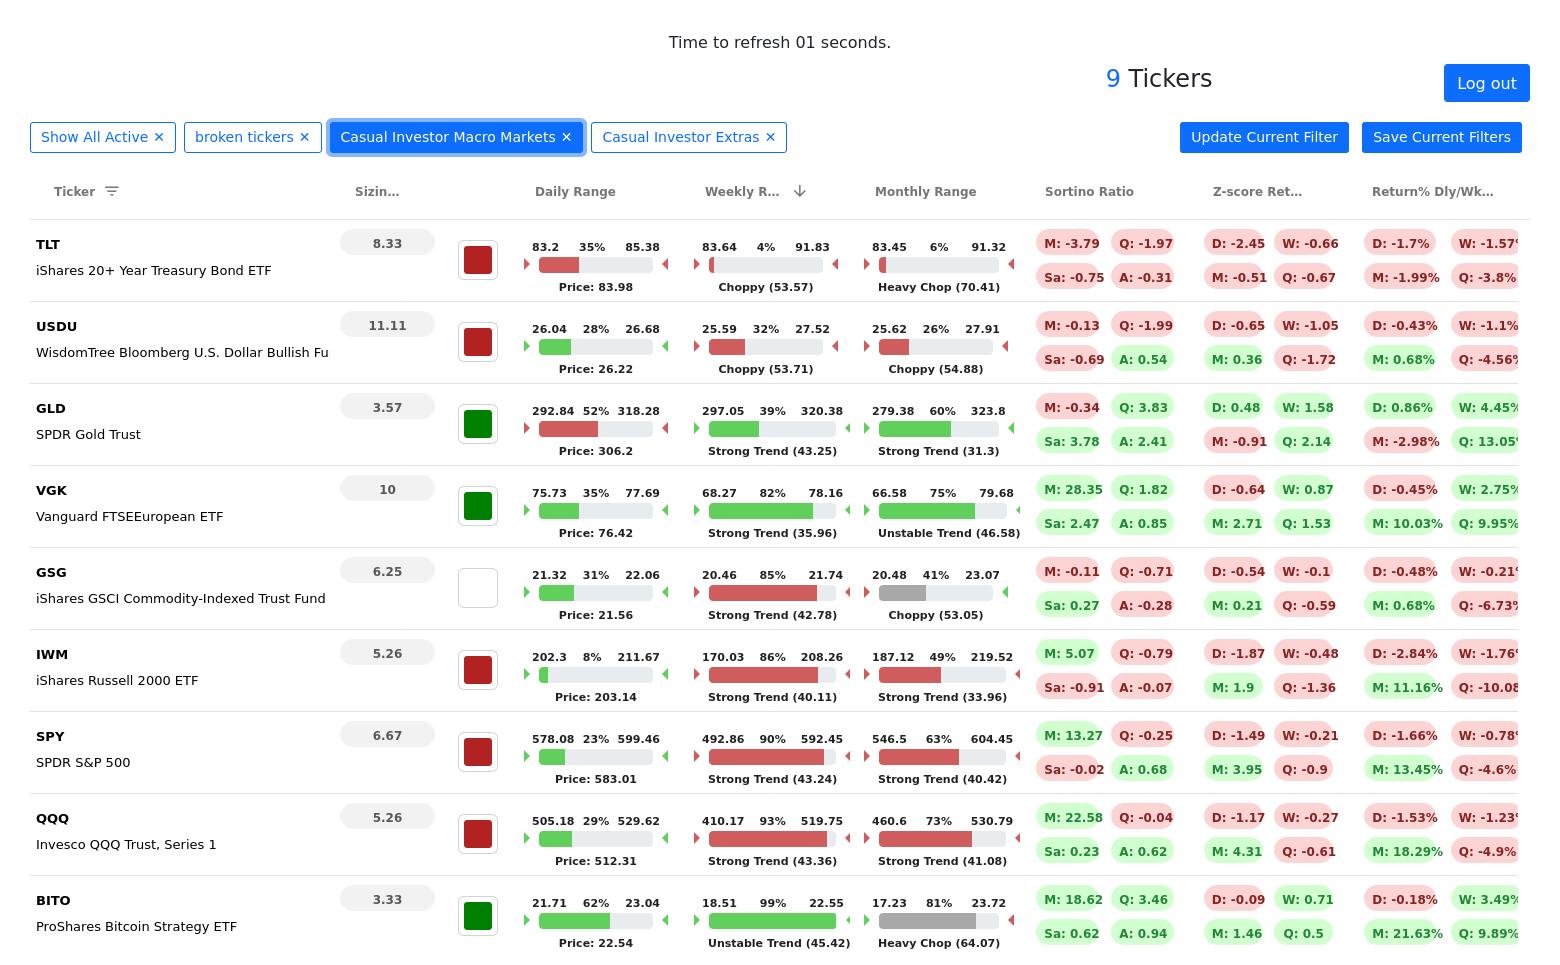 Time to refresh 01 seconds.
9 Tickers
Log out
Show All Active ✕ broken tickers ✕ Casual Investor Macro Markets ✕ Casual Investor Extras ✕ Update Current Filter Save Current Filters
Ticker Sizin... Daily Range Weekly R... Monthly Range Sortino Ratio Z-score Ret... Return% Dly/Wk...
TLT 8.33 M: -3.79 Q: -1.97 D: -2.45 W: -0.66 D: -1.7% W: -1.57%
83.2 35% 85.38 83.64 4% 91.83 83.45 6% 91.32
iShares 20+ Year Treasury Bond ETF Sa: -0.75 A: -0.31 M: -0.51 Q: -0.67 M: -1.99% Q: -3.8%
Price: 83.98 Choppy (53.57) Heavy Chop (70.41)
USDU 11.11 M: -0.13 Q: -1.99 D: -0.65 W: -1.05 D: -0.43% W: -1.1%
26.04 28% 26.68 25.59 32% 27.52 25.62 26% 27.91
WisdomTree Bloomberg U.S. Dollar Bullish Fu Sa: -0.69 A: 0.54 M: 0.36 Q: -1.72 M: 0.68% Q: -4.56%
Price: 26.22 Choppy (53.71) Choppy (54.88)
GLD 3.57 M: -0.34 Q: 3.83 D: 0.48 W: 1.58 D: 0.86% W: 4.45%
292.84 52% 318.28 297.05 39% 320.38 279.38 60% 323.8
SPDR Gold Trust Sa: 3.78 A: 2.41 M: -0.91 Q: 2.14 M: -2.98% Q: 13.05%
Price: 306.2 Strong Trend (43.25) Strong Trend (31.3)
VGK 10 M: 28.35 Q: 1.82 D: -0.64 W: 0.87 D: -0.45% W: 2.75%
75.73 35% 77.69 68.27 82% 78.16 66.58 75% 79.68
Vanguard FTSEEuropean ETF Sa: 2.47 A: 0.85 M: 2.71 Q: 1.53 M: 10.03% Q: 9.95%
Price: 76.42 Strong Trend (35.96) Unstable Trend (46.58)
GSG 6.25 M: -0.11 Q: -0.71 D: -0.54 W: -0.1 D: -0.48% W: -0.21%
21.32 31% 22.06 20.46 85% 21.74 20.48 41% 23.07
iShares GSCI Commodity-Indexed Trust Fund Sa: 0.27 A: -0.28 M: 0.21 Q: -0.59 M: 0.68% Q: -6.73%
Price: 21.56 Strong Trend (42.78) Choppy (53.05)
IWM 5.26 M: 5.07 Q: -0.79 D: -1.87 W: -0.48 D: -2.84% W: -1.76%
202.3 8% 211.67 170.03 86% 208.26 187.12 49% 219.52
iShares Russell 2000 ETF Sa: -0.91 A: -0.07 M: 1.9 Q: -1.36 M: 11.16% Q: -10.08
Price: 203.14 Strong Trend (40.11) Strong Trend (33.96)
SPY 6.67 M: 13.27 Q: -0.25 D: -1.49 W: -0.21 D: -1.66% W: -0.78%
578.08 23% 599.46 492.86 90% 592.45 546.5 63% 604.45
SPDR S&P 500 Sa: -0.02 A: 0.68 M: 3.95 Q: -0.9 M: 13.45% Q: -4.6%
Price: 583.01 Strong Trend (43.24) Strong Trend (40.42)
QQQ 5.26 M: 22.58 Q: -0.04 D: -1.17 W: -0.27 D: -1.53% W: -1.23%
505.18 29% 529.62 410.17 93% 519.75 460.6 73% 530.79
Invesco QQQ Trust, Series 1 Sa: 0.23 A: 0.62 M: 4.31 Q: -0.61 M: 18.29% Q: -4.9%
Price: 512.31 Strong Trend (43.36) Strong Trend (41.08)
BITO 3.33 M: 18.62 Q: 3.46 D: -0.09 W: 0.71 D: -0.18% W: 3.49%
21.71 62% 23.04 18.51 99% 22.55 17.23 81% 23.72
ProShares Bitcoin Strategy ETF Sa: 0.62 A: 0.94 M: 1.46 Q: 0.5 M: 21.63% Q: 9.89%
Price: 22.54 Unstable Trend (45.42) Heavy Chop (64.07)